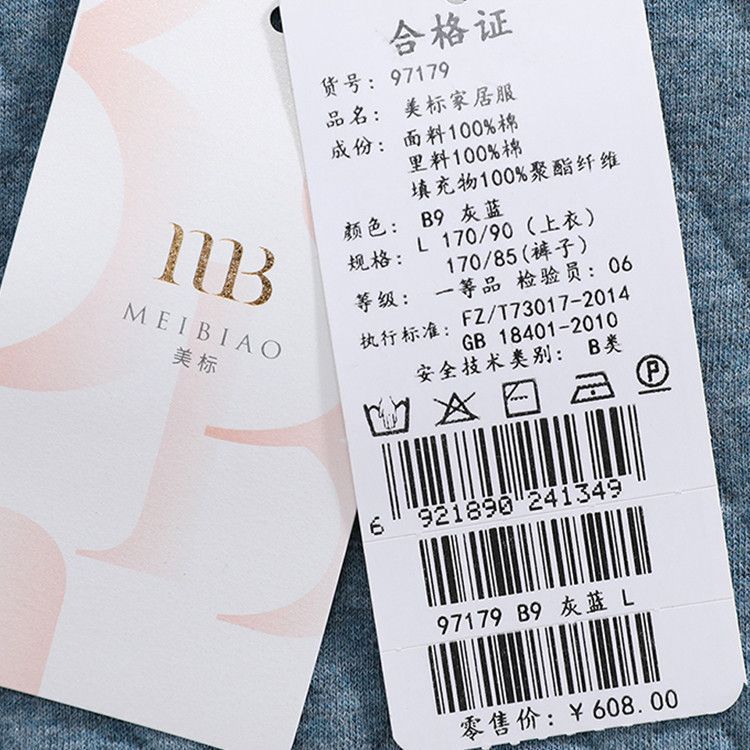 MB
MEIBIAO
美标
合格证
货号: 97179
品名: 美标家居服
成份: 面料100%棉
里料100%棉
填充物100%聚酯纤维
颜色: B9 灰蓝
规格: L 170/90(上衣)
170/85(裤子)
等级: 一等品 检验员: 06
执行标准: FZ/T73017-2014
GB 18401-2010
安全技术类别: B类
P
6 921890 241349
97179 B9 灰蓝 L
零售价: ¥608.00